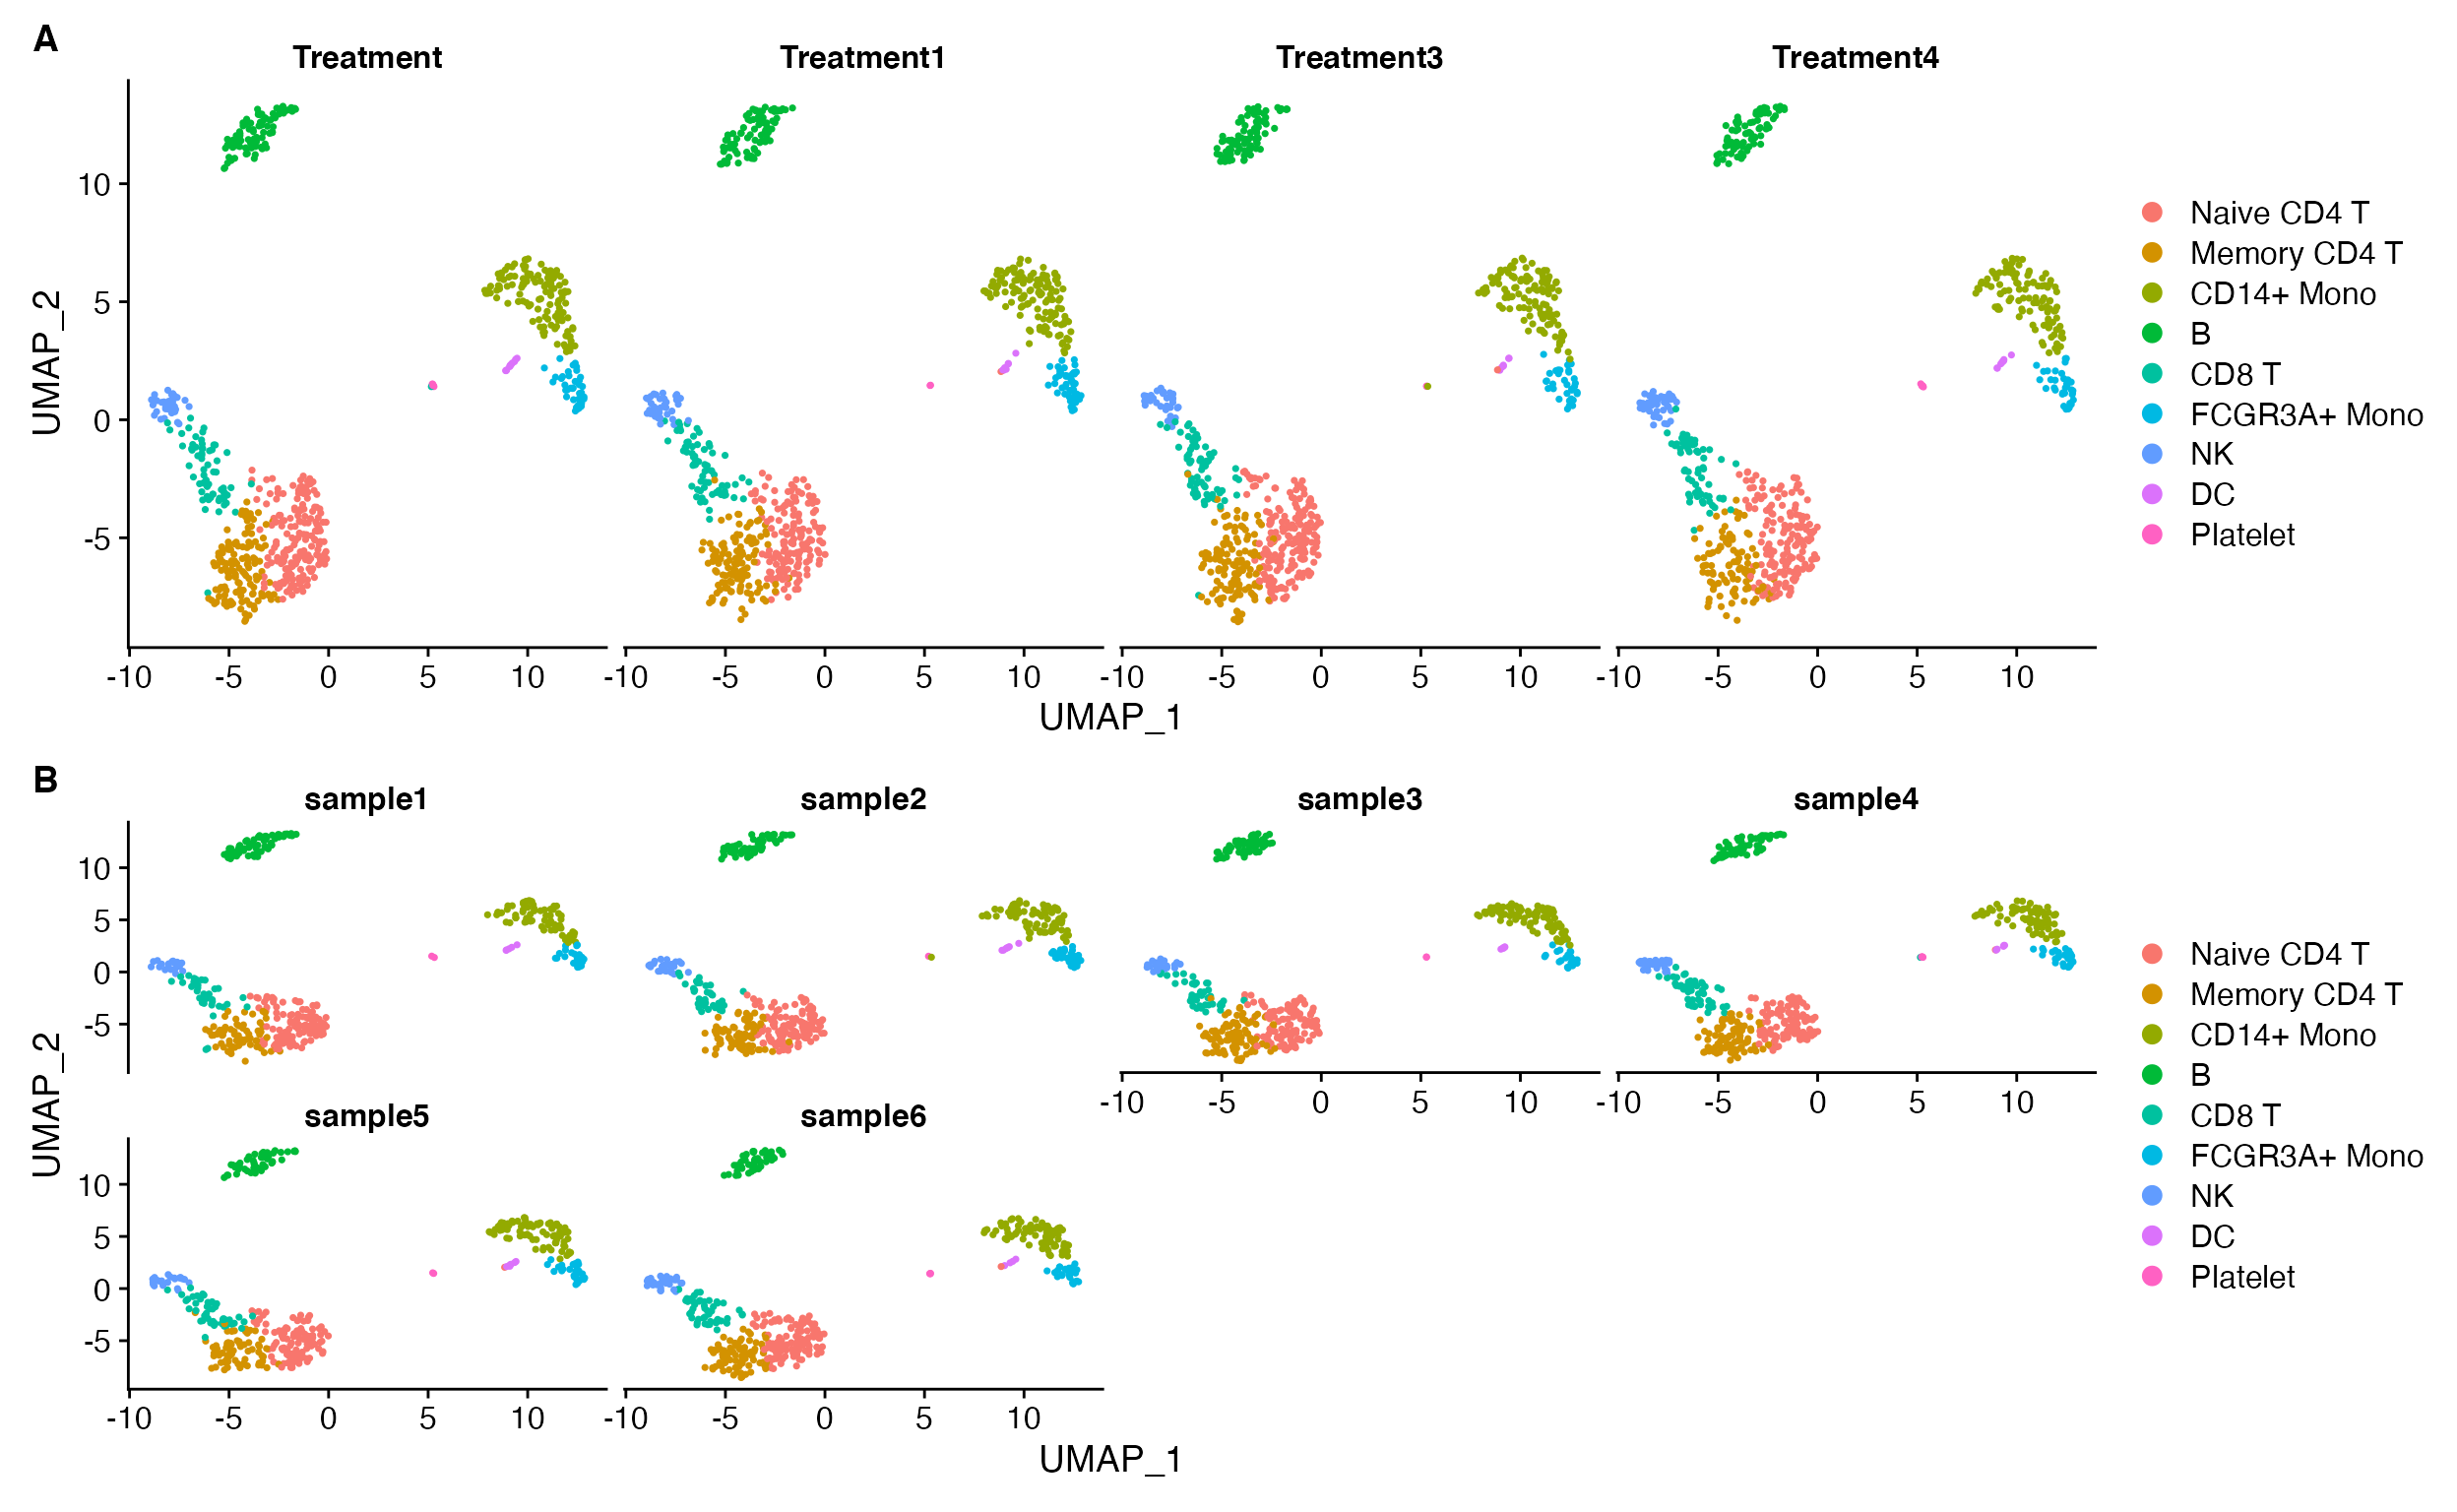 A
Treatment Treatment1 Treatment3 Treatment4
10
5
0
-5
UMAP_2
-10 -5 0 5 10 -10 -5 0 5 10 -10 -5 0 5 10 -10 -5 0 5 10
UMAP_1
Naive CD4 T
Memory CD4 T
CD14+ Mono
B
CD8 T
FCGR3A+ Mono
NK
DC
Platelet
B
sample1 sample2 sample3 sample4
10
5
0
-5
-10 -5 0 5 10 -10 -5 0 5 10
UMAP_2
sample5 sample6
10
5
0
-5
-10 -5 0 5 10 -10 -5 0 5 10
UMAP_1
Naive CD4 T
Memory CD4 T
CD14+ Mono
B
CD8 T
FCGR3A+ Mono
NK
DC
Platelet